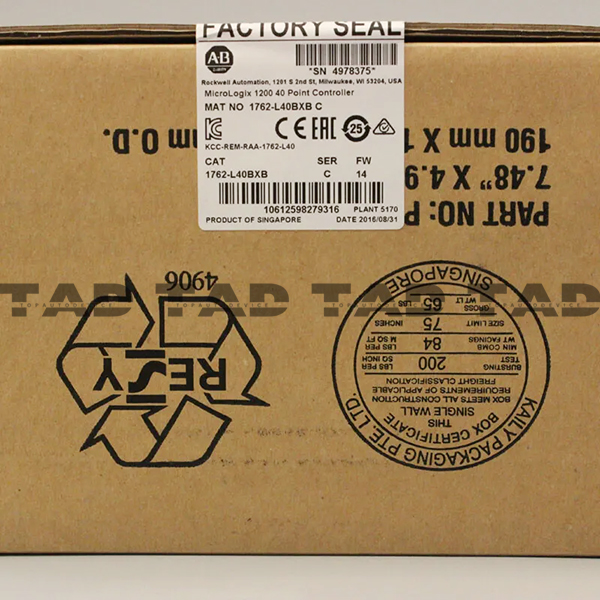 FACTORY SEAL
A·B
*SN 4978375*
Rockwell Automation, 1201 S 2nd St, Milwaukee, WI 53204, USA
MicroLogix 1200 40 Point Controller
MAT NO 1762-L40BXB C
CE EAC 25
KCC-REM-RAA-1762-L40
CAT SER FW
1762-L40BXB C 14
10612598279316 PLANT 5170
PRODUCT OF SINGAPORE DATE 2016/08/31
PART NO: P
7.48" X 4.9
190 mm X 1 mm O.D.
TAD TAD TAD TAD
TOPAUTODEVICE
RESY
4906
KAILY PACKAGING PTE. LTD.
BOX CERTIFICATE
THIS
SINGLE WALL
BOX MEETS ALL CONSTRUCTION
REQUIREMENTS OF APPLICABLE
FREIGHT CLASSIFICATION
BURSTING TEST 200 LBS PER SQ INCH
MIN COMB WT FACINGS 84 LBS PER M SQ FT
SIZE LIMIT 75 INCHES
GROSS WT LT 65 LBS
SINGAPORE